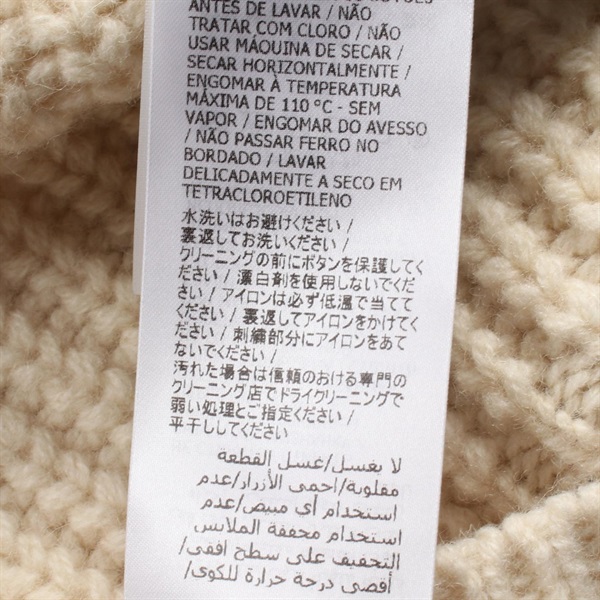 ANTES DE LAVAR / NÃO
TRATAR COM CLORO / NÃO
USAR MÁQUINA DE SECAR /
SECAR HORIZONTALMENTE /
ENGOMAR À TEMPERATURA
MÁXIMA DE 110 ºC - SEM
VAPOR / ENGOMAR DO AVESSO
/ NÃO PASSAR FERRO NO
BORDADO / LAVAR
DELICADAMENTE A SECO EM
TETRACLOROETILENO
水洗いはお避けください /
裏返してお洗いください /
クリーニングの前にボタンを保護してく
ださい / 漂白剤を使用しないでくだ
さい / アイロンは必ず低温で当てて
ください / 裏返してアイロンをかけてく
ださい / 刺繍部分にアイロンをあて
ないでください /
汚れた場合は信頼のおける専門の
クリーニング店でドライクリーニングで
弱い処理とご指定ください /
平干ししてください
لا يغسل/غسل القطعة
مقلوبة/احمي الأزرار/عدم
استخدام أي مبيض/عدم
استخدام مجففة الملابس
التجفيف على سطح افقي/
أقصى درجة حرارة للكوى/